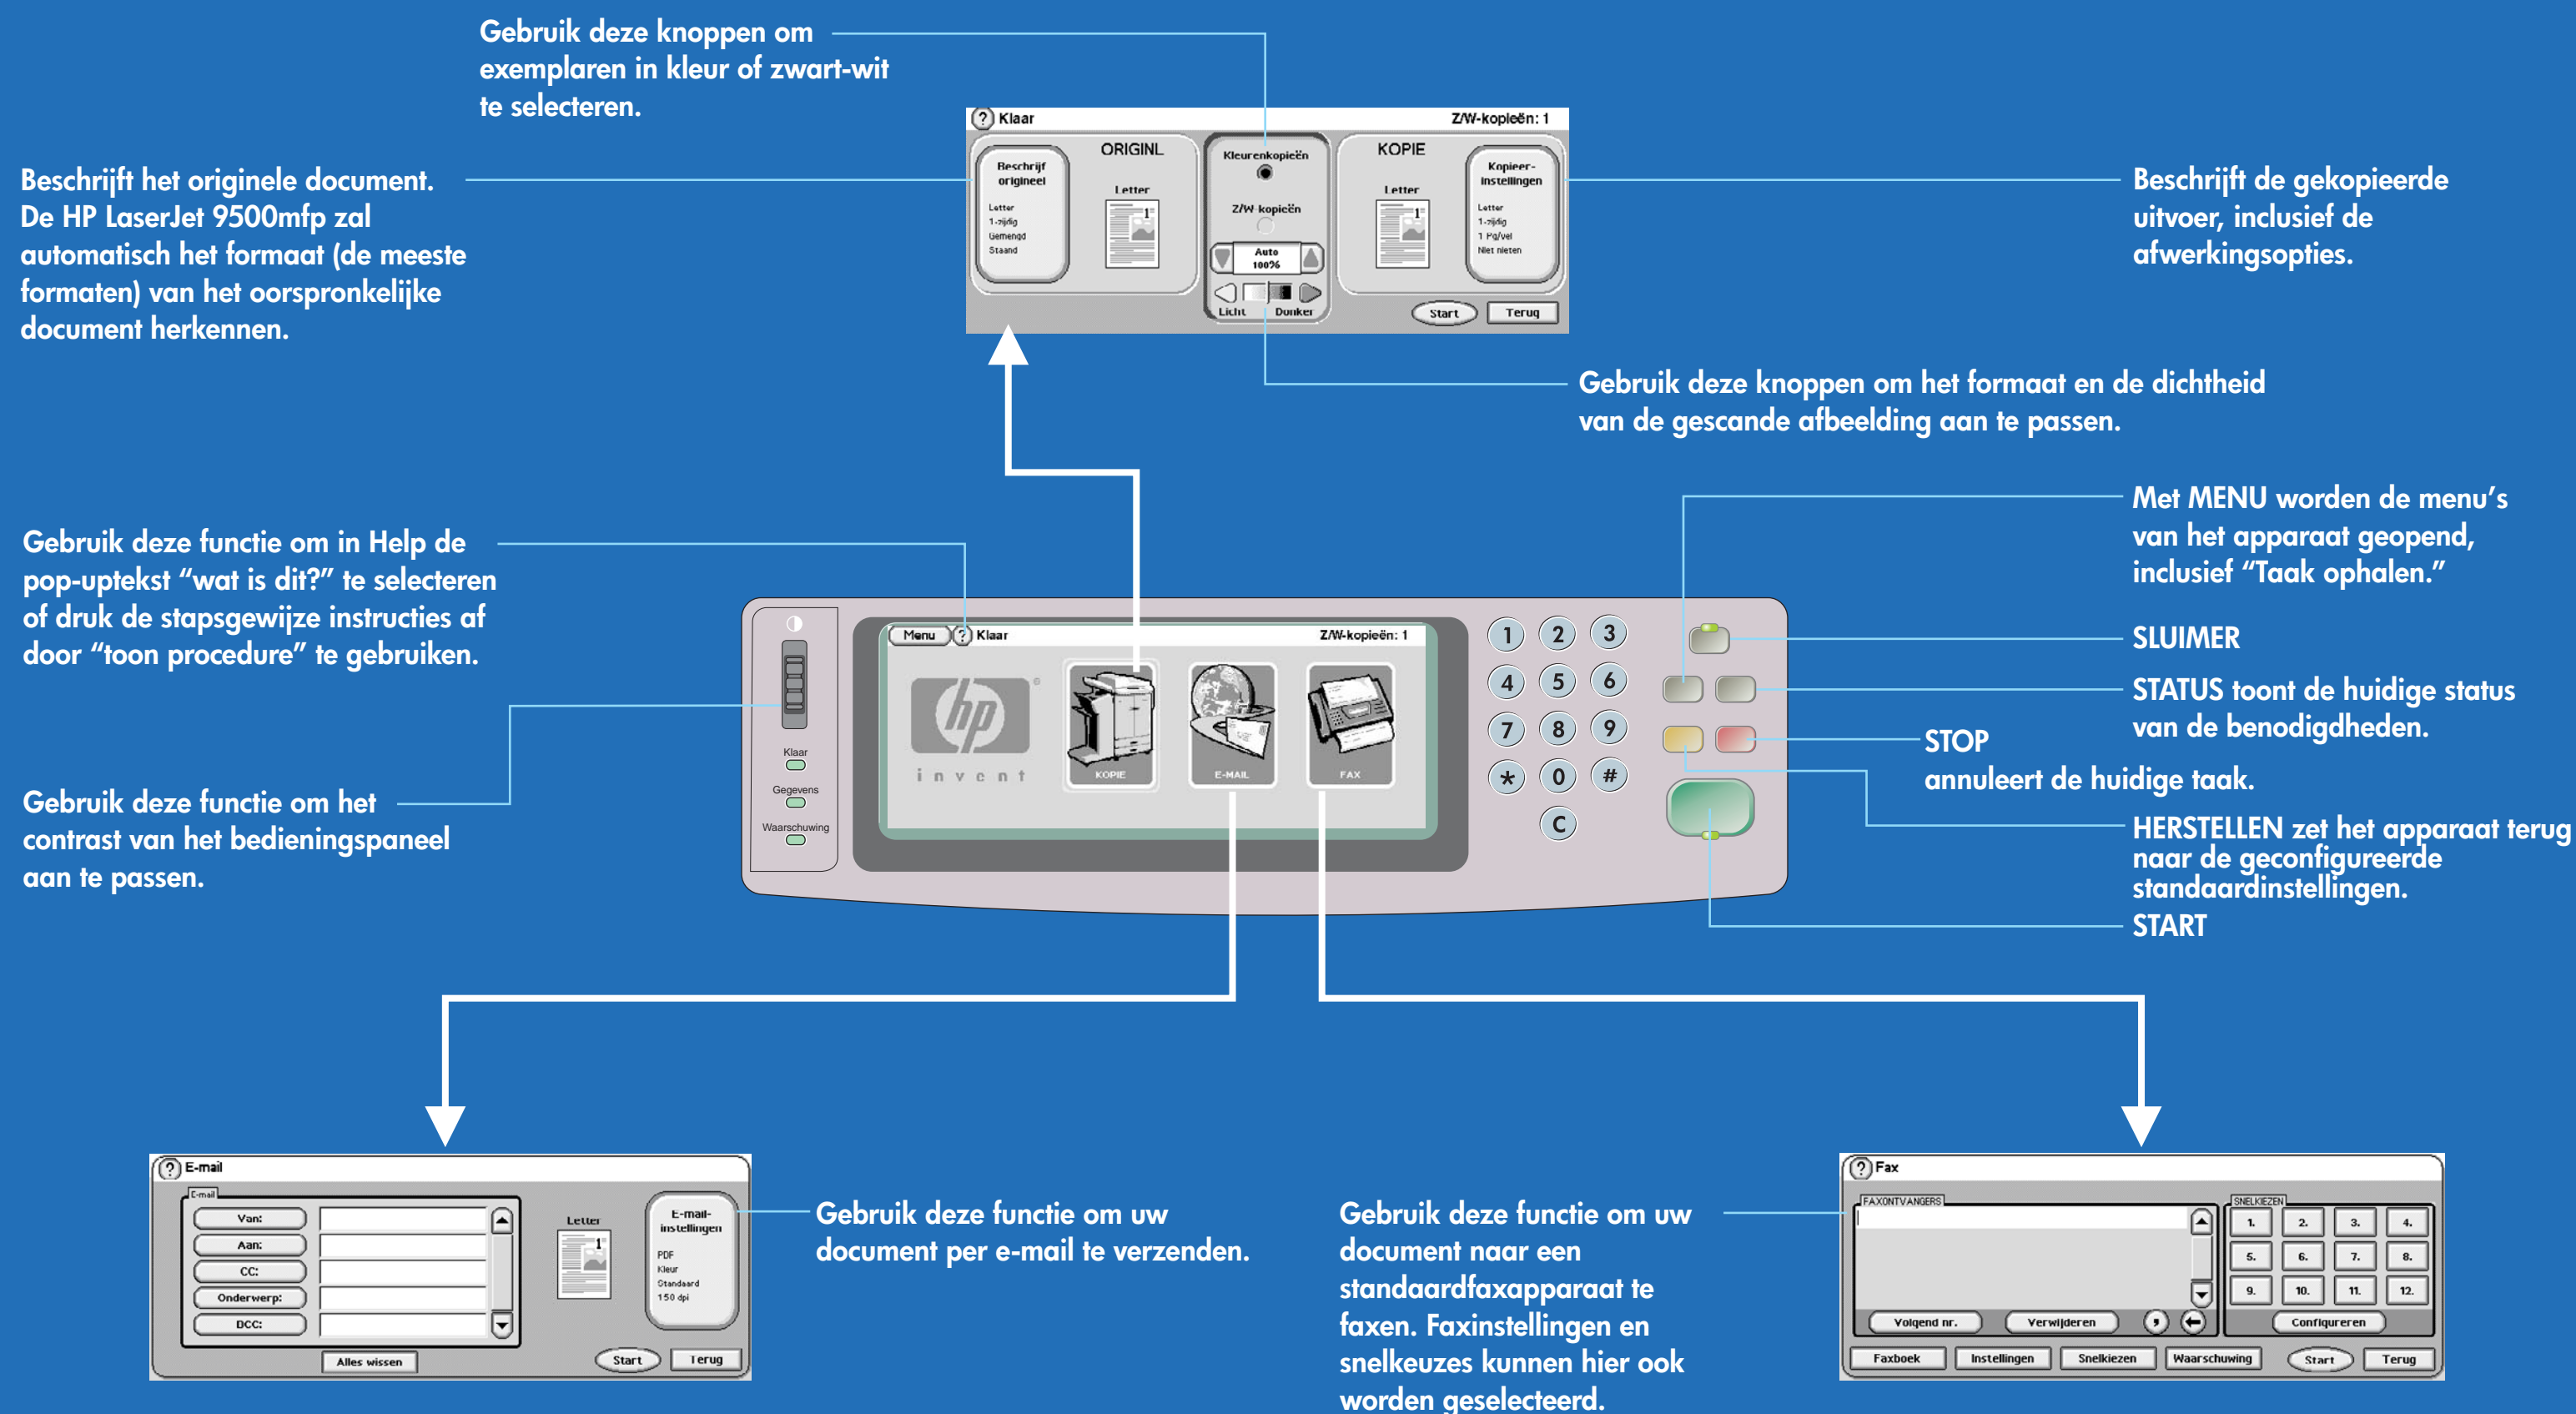 Gebruik deze knoppen om
exemplaren in kleur of zwart-wit
te selecteren.
Beschrijft het originele document.
De HP LaserJet 9500mfp zal
automatisch het formaat (de meeste
formaten) van het oorspronkelijke
document herkennen.
? Klaar
Z/W-kopieën: 1
Beschrijf
origineel
Letter
1-zijdig
Gemengd
Staand
ORIGINL
Letter
1
Kleurenkopieën
Z/W-kopieën
Auto
100%
Licht Donker
KOPIE
Letter
1
Kopieer-
instellingen
Letter
1-zijdig
1 Pg/vel
Niet nieten
Start
Terug
Beschrijft de gekopieerde
uitvoer, inclusief de
afwerkingsopties.
Gebruik deze knoppen om het formaat en de dichtheid
van de gescande afbeelding aan te passen.
Gebruik deze functie om in Help de
pop-uptekst “wat is dit?” te selecteren
of druk de stapsgewijze instructies af
door “toon procedure” te gebruiken.
Gebruik deze functie om het
contrast van het bedieningspaneel
aan te passen.
Klaar
Gegevens
Waarschuwing
Menu ? Klaar
Z/W-kopieën: 1
hp ®
invent
KOPIE
E-MAIL
FAX
1 2 3
4 5 6
7 8 9
* 0 #
C
Met MENU worden de menu’s
van het apparaat geopend,
inclusief “Taak ophalen.”
SLUIMER
STATUS toont de huidige status
van de benodigdheden.
STOP
annuleert de huidige taak.
HERSTELLEN zet het apparaat terug
naar de geconfigureerde
standaardinstellingen.
START
? E-mail
E-mail
Van:
Aan:
CC:
Onderwerp:
BCC:
Alles wissen
Letter
1
E-mail-
instellingen
PDF
Kleur
Standaard
150 dpi
Start
Terug
Gebruik deze functie om uw
document per e-mail te verzenden.
Gebruik deze functie om uw
document naar een
standaardfaxapparaat te
faxen. Faxinstellingen en
snelkeuzes kunnen hier ook
worden geselecteerd.
? Fax
FAXONTVANGERS
Volgend nr.
Verwijderen
,
SNELKIEZEN
1. 2. 3. 4.
5. 6. 7. 8.
9. 10. 11. 12.
Configureren
Faxboek
Instellingen
Snelkiezen
Waarschuwing
Start
Terug